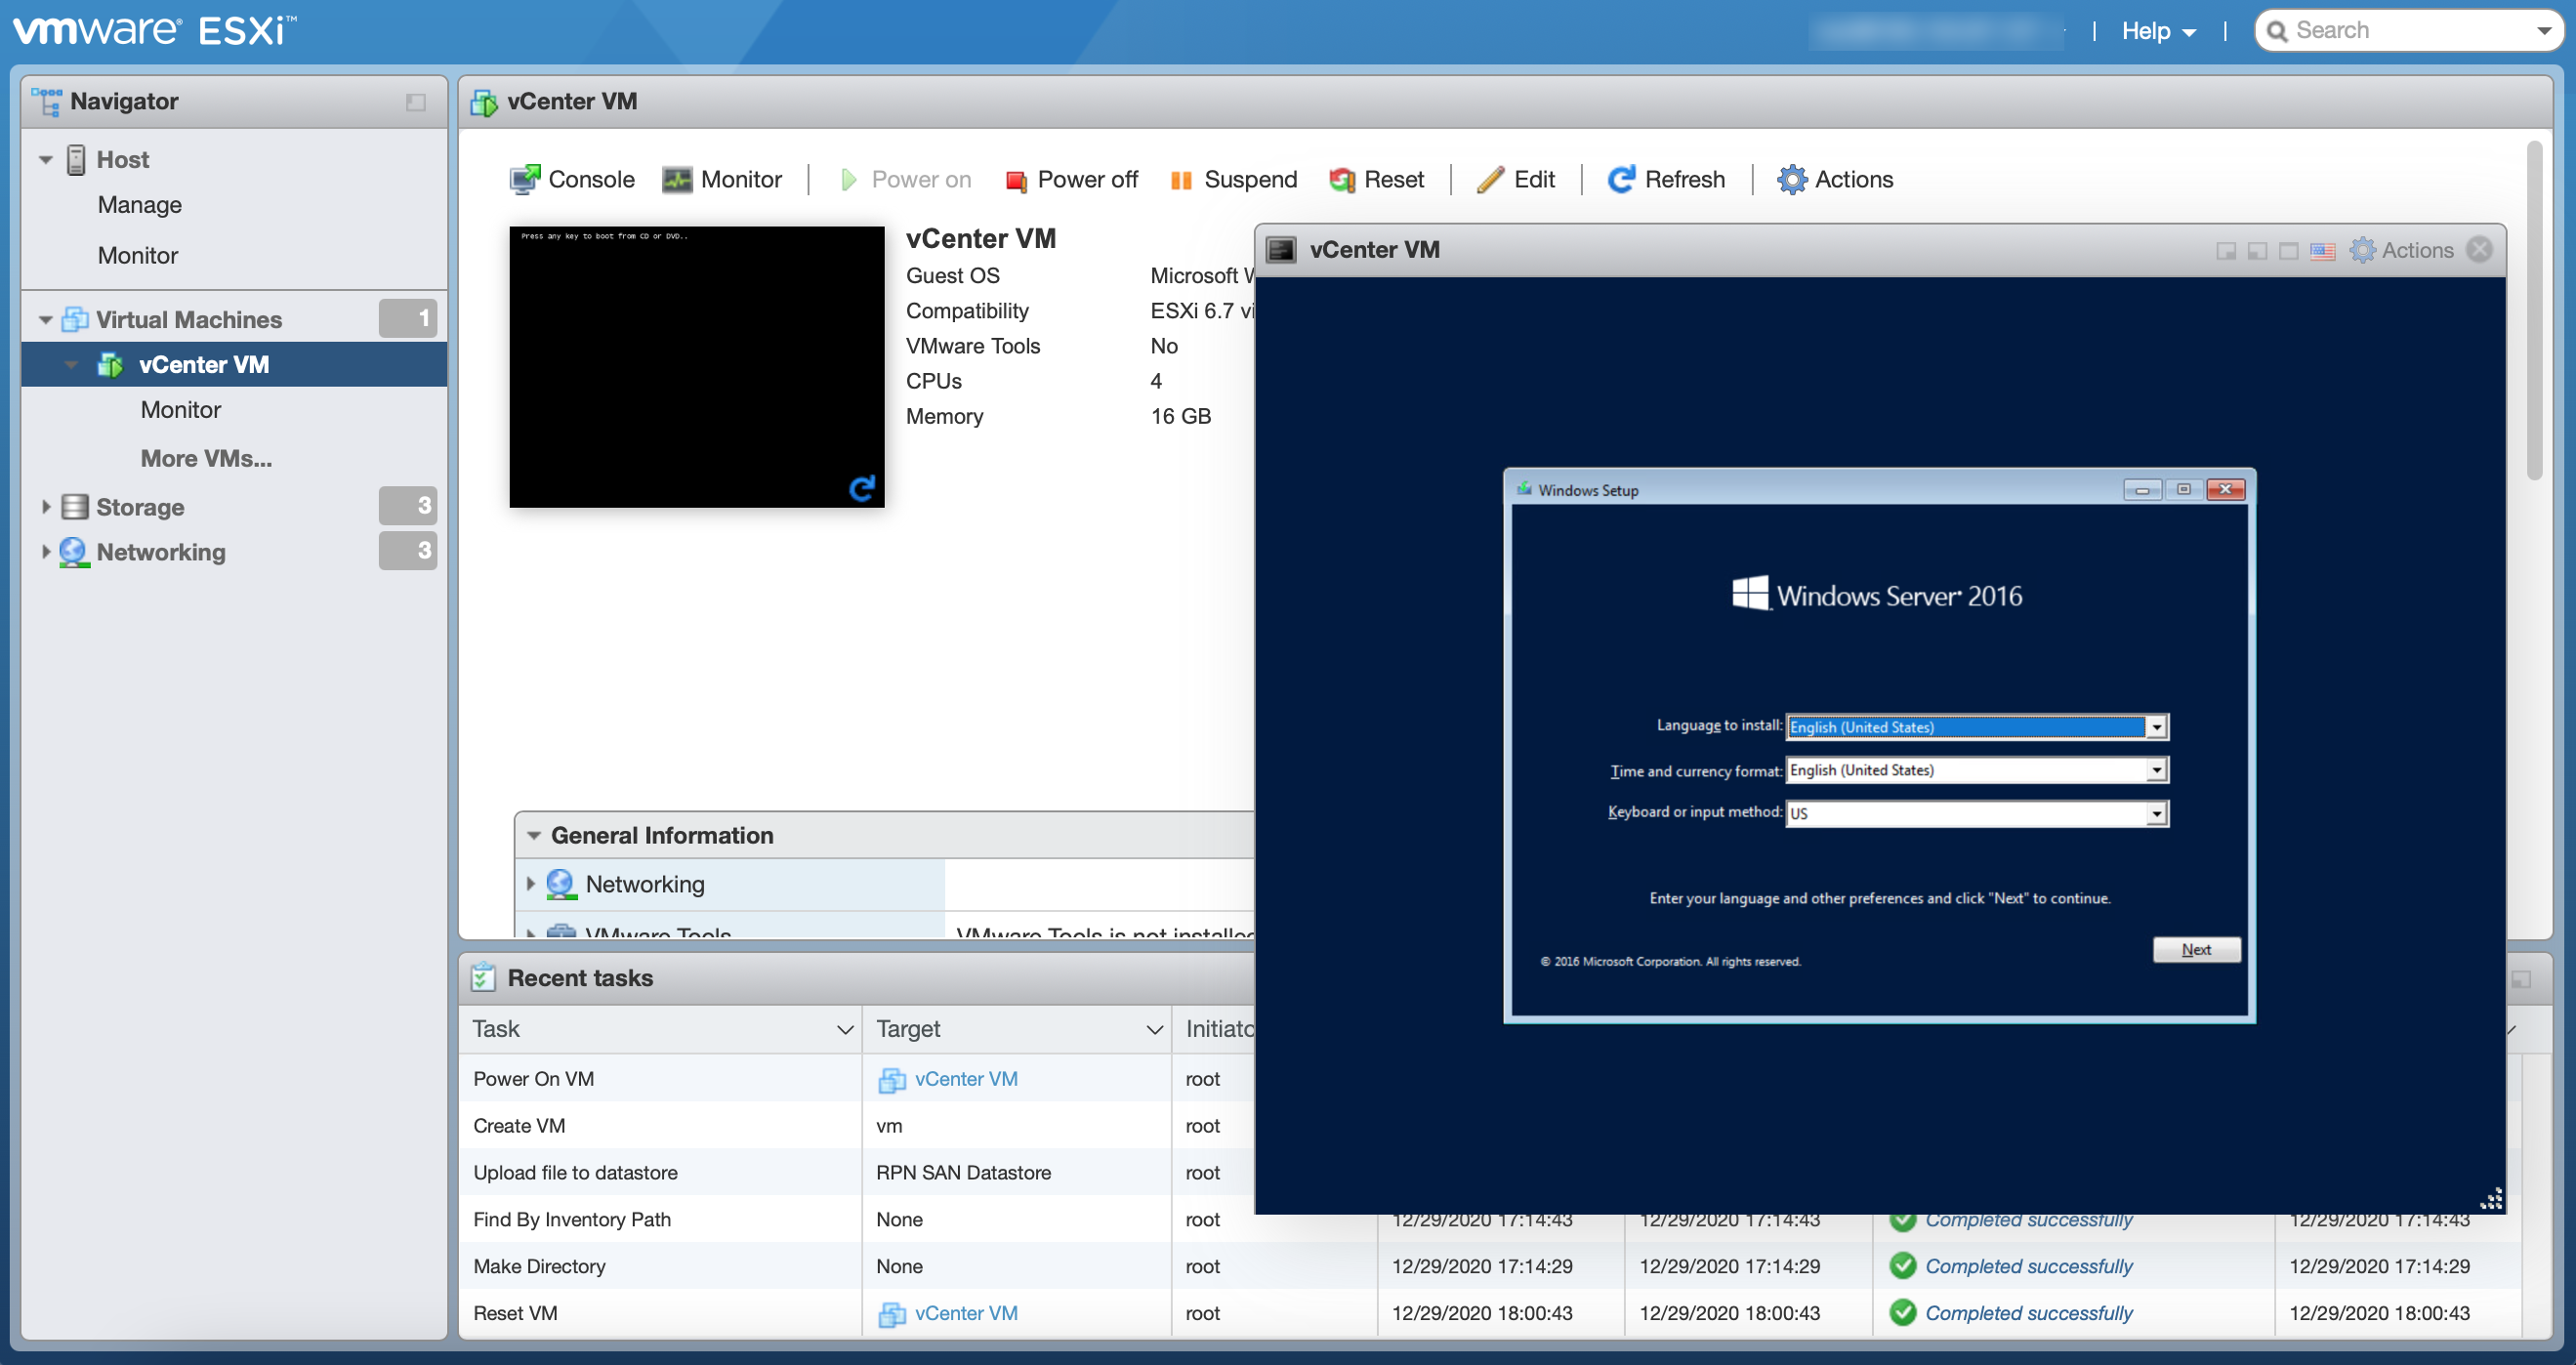 vmware® ESXi™
Help
Search
Navigator
Host
Manage
Monitor
Virtual Machines 1
vCenter VM
Monitor
More VMs...
Storage 3
Networking 3
vCenter VM
Console Monitor Power on Power off Suspend Reset Edit Refresh Actions
Press any key to boot from CD or DVD..
vCenter VM
Guest OS Microsoft W
Compatibility ESXi 6.7 vi
VMware Tools No
CPUs 4
Memory 16 GB
General Information
Networking
VMware Tools VMware Tools is not installed
vCenter VM Actions
Windows Setup
Windows Server® 2016
Language to install: English (United States)
Time and currency format: English (United States)
Keyboard or input method: US
Enter your language and other preferences and click "Next" to continue.
Next
© 2016 Microsoft Corporation. All rights reserved.
Recent tasks
Task Target Initiato
Power On VM vCenter VM root
Create VM vm root
Upload file to datastore RPN SAN Datastore root
Find By Inventory Path None root 12/29/2020 17:14:43 12/29/2020 17:14:43 Completed successfully 12/29/2020 17:14:43
Make Directory None root 12/29/2020 17:14:29 12/29/2020 17:14:29 Completed successfully 12/29/2020 17:14:29
Reset VM vCenter VM root 12/29/2020 18:00:43 12/29/2020 18:00:43 Completed successfully 12/29/2020 18:00:43